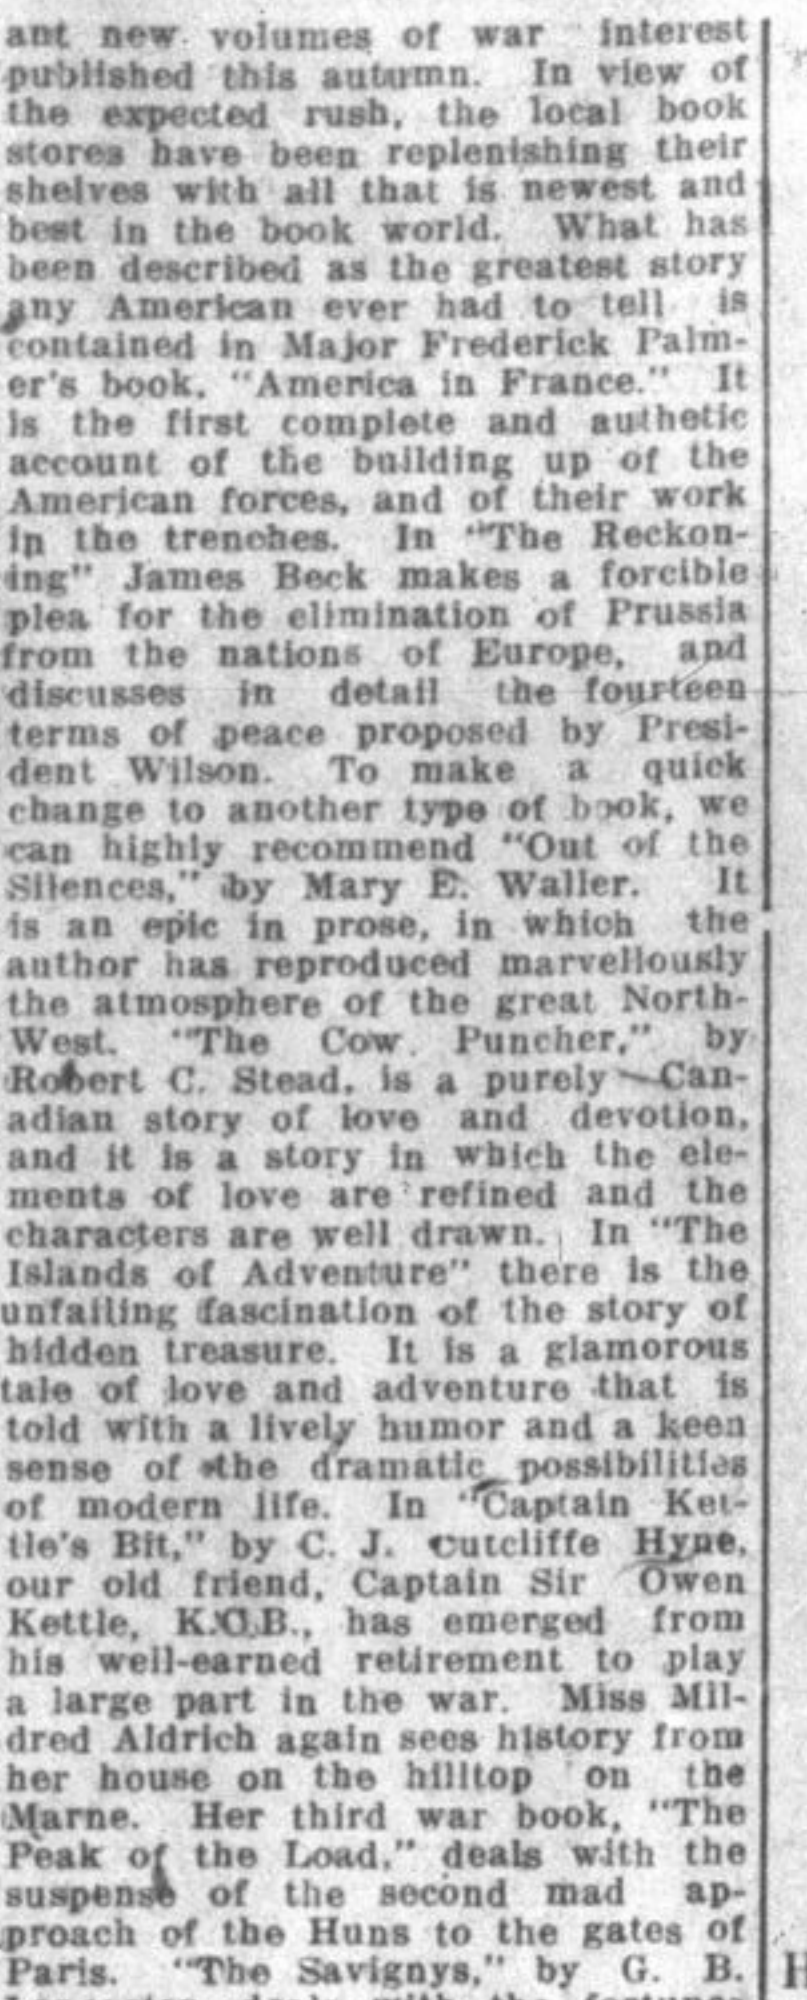 ant new volumes of war interest
published this autumn. In view of
the expected rush, the local book
stores have been replenishing their
shelves with all that is newest and
best in the book world. What has
been described as the greatest story
any American ever had to tell is
contained in Major Frederick Palm-
er's book, "America in France." It
is the first complete and authetic
account of the building up of the
American forces, and of their work
in the trenches. In "The Reckon-
ing" James Beck makes a forcible
plea for the elimination of Prussia
from the nations of Europe, and
discusses in detail the fourteen
terms of peace proposed by Presi-
dent Wilson. To make a quick
change to another type of book, we
can highly recommend "Out of the
Silences," by Mary E. Waller. It
is an epic in prose, in which the
author has reproduced marvellously
the atmosphere of the great North-
West. "The Cow Puncher," by
Robert C. Stead, is a purely Can-
adian story of love and devotion,
and it is a story in which the ele-
ments of love are refined and the
characters are well drawn. In "The
Islands of Adventure" there is the
unfailing fascination of the story of
hidden treasure. It is a glamorous
tale of love and adventure that is
told with a lively humor and a keen
sense of the dramatic possibilities
of modern life. In "Captain Ket-
tle's Bit," by C. J. Cutcliffe Hyne,
our old friend, Captain Sir Owen
Kettle, K.C.B., has emerged from
his well-earned retirement to play
a large part in the war. Miss Mil-
dred Aldrich again sees history from
her house on the hilltop on the
Marne. Her third war book, "The
Peak of the Load," deals with the
suspense of the second mad ap-
proach of the Huns to the gates of
Paris. "The Savignys," by G. B.
H